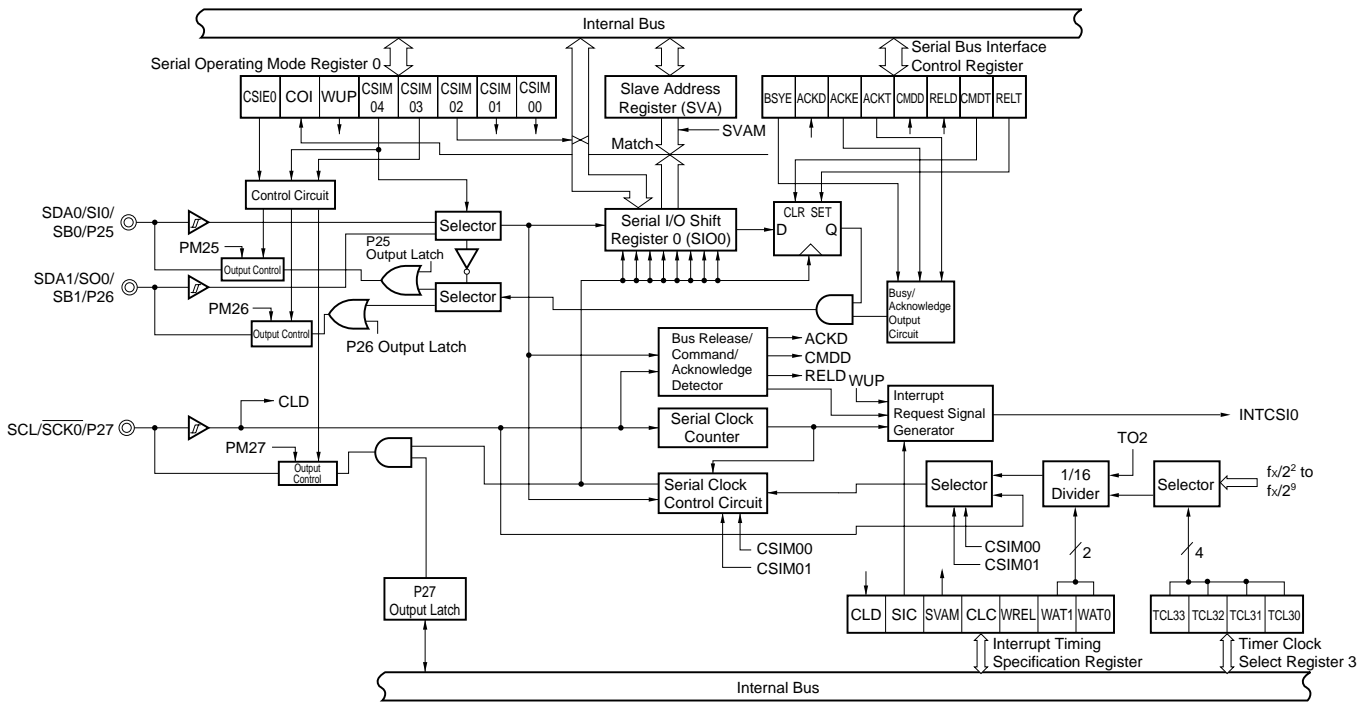 Internal Bus
Serial Operating Mode Register 0
Serial Bus Interface
Control Register
CSIE0 COI WUP CSIM 04 CSIM 03 CSIM 02 CSIM 01 CSIM 00
Slave Address
Register (SVA)
BSYE ACKD ACKE ACKT CMDD RELD CMDT RELT
SVAM
Match
Control Circuit
SDA0/SI0/
SB0/P25
Selector
Serial I/O Shift
Register 0 (SIO0)
CLR SET
D Q
PM25
Output Control
P25
Output Latch
SDA1/SO0/
SB1/P26
Selector
Busy/
Acknowledge
Output
Circuit
PM26
Output Control
P26 Output Latch
Bus Release/
Command/
Acknowledge
Detector
ACKD
CMDD
RELD
WUP
CLD
Interrupt
Request Signal
Generator
INTCSI0
SCL/SCK0/P27
Serial Clock
Counter
PM27
Output
Control
TO2
Serial Clock
Control Circuit
Selector
1/16
Divider
Selector
fx/2² to
fx/2⁹
CSIM00
CSIM01
CSIM00
CSIM01
2
4
P27
Output Latch
CLD SIC SVAM CLC WREL WAT1 WAT0
TCL33 TCL32 TCL31 TCL30
Interrupt Timing
Specification Register
Timer Clock
Select Register 3
Internal Bus